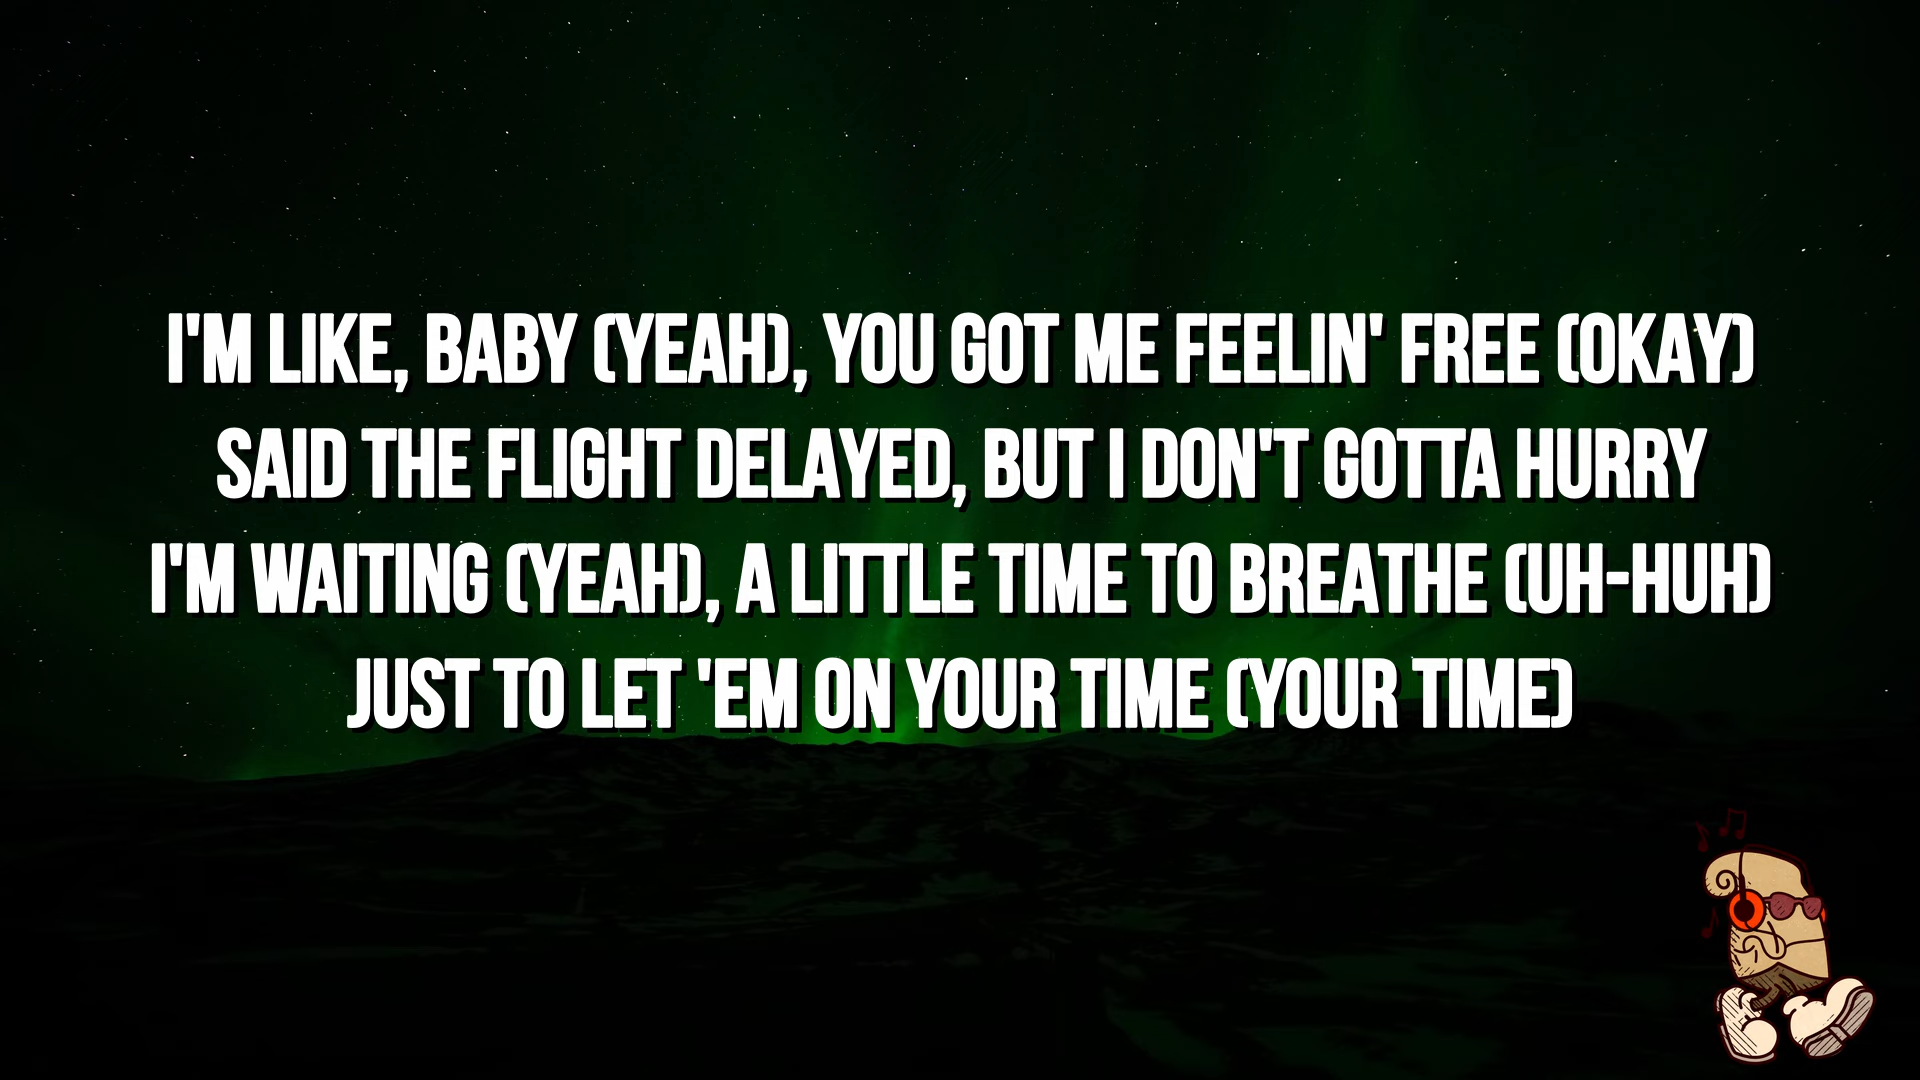 I'M LIKE, BABY (YEAH), YOU GOT ME FEELIN' FREE (OKAY)
SAID THE FLIGHT DELAYED, BUT I DON'T GOTTA HURRY
I'M WAITING (YEAH), A LITTLE TIME TO BREATHE (UH-HUH)
JUST TO LET 'EM ON YOUR TIME (YOUR TIME)